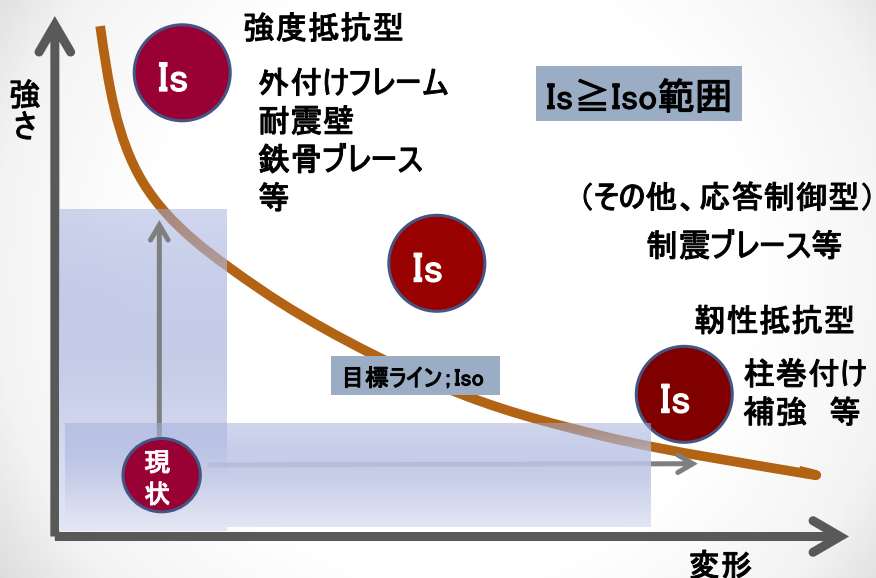 強度抵抗型
Is
強さ
外付けフレーム
耐震壁
鉄骨ブレース
等
Is≧Iso範囲
(その他、応答制御型)
制震ブレース等
Is
靭性抵抗型
目標ライン;Iso
Is
柱巻付け
補強 等
現状
変形